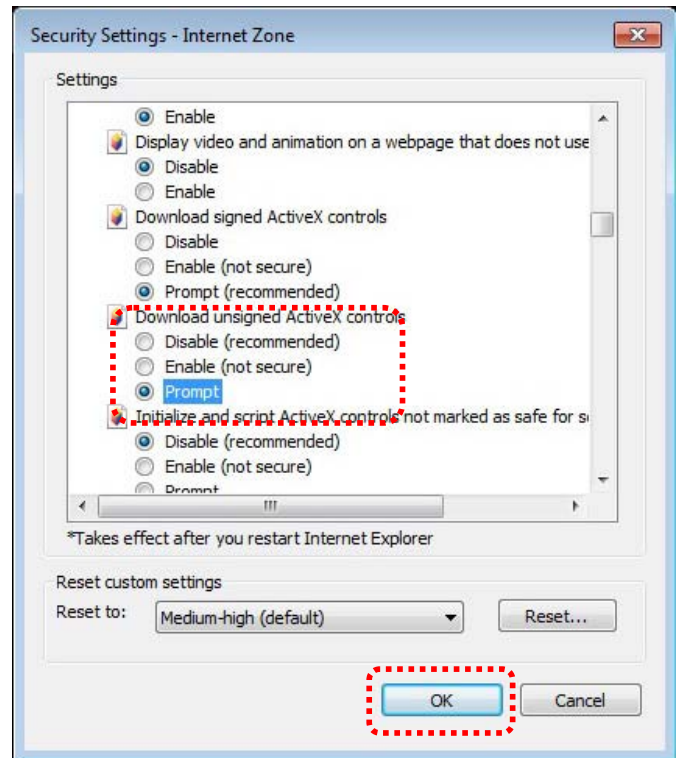 Security Settings - Internet Zone
Settings
Enable
Display video and animation on a webpage that does not use
Disable
Enable
Download signed ActiveX controls
Disable
Enable (not secure)
Prompt (recommended)
Download unsigned ActiveX controls
Disable (recommended)
Enable (not secure)
Prompt
Initialize and script ActiveX controls not marked as safe for s
Disable (recommended)
Enable (not secure)
Prompt
*Takes effect after you restart Internet Explorer
Reset custom settings
Reset to: Medium-high (default) Reset...
OK Cancel